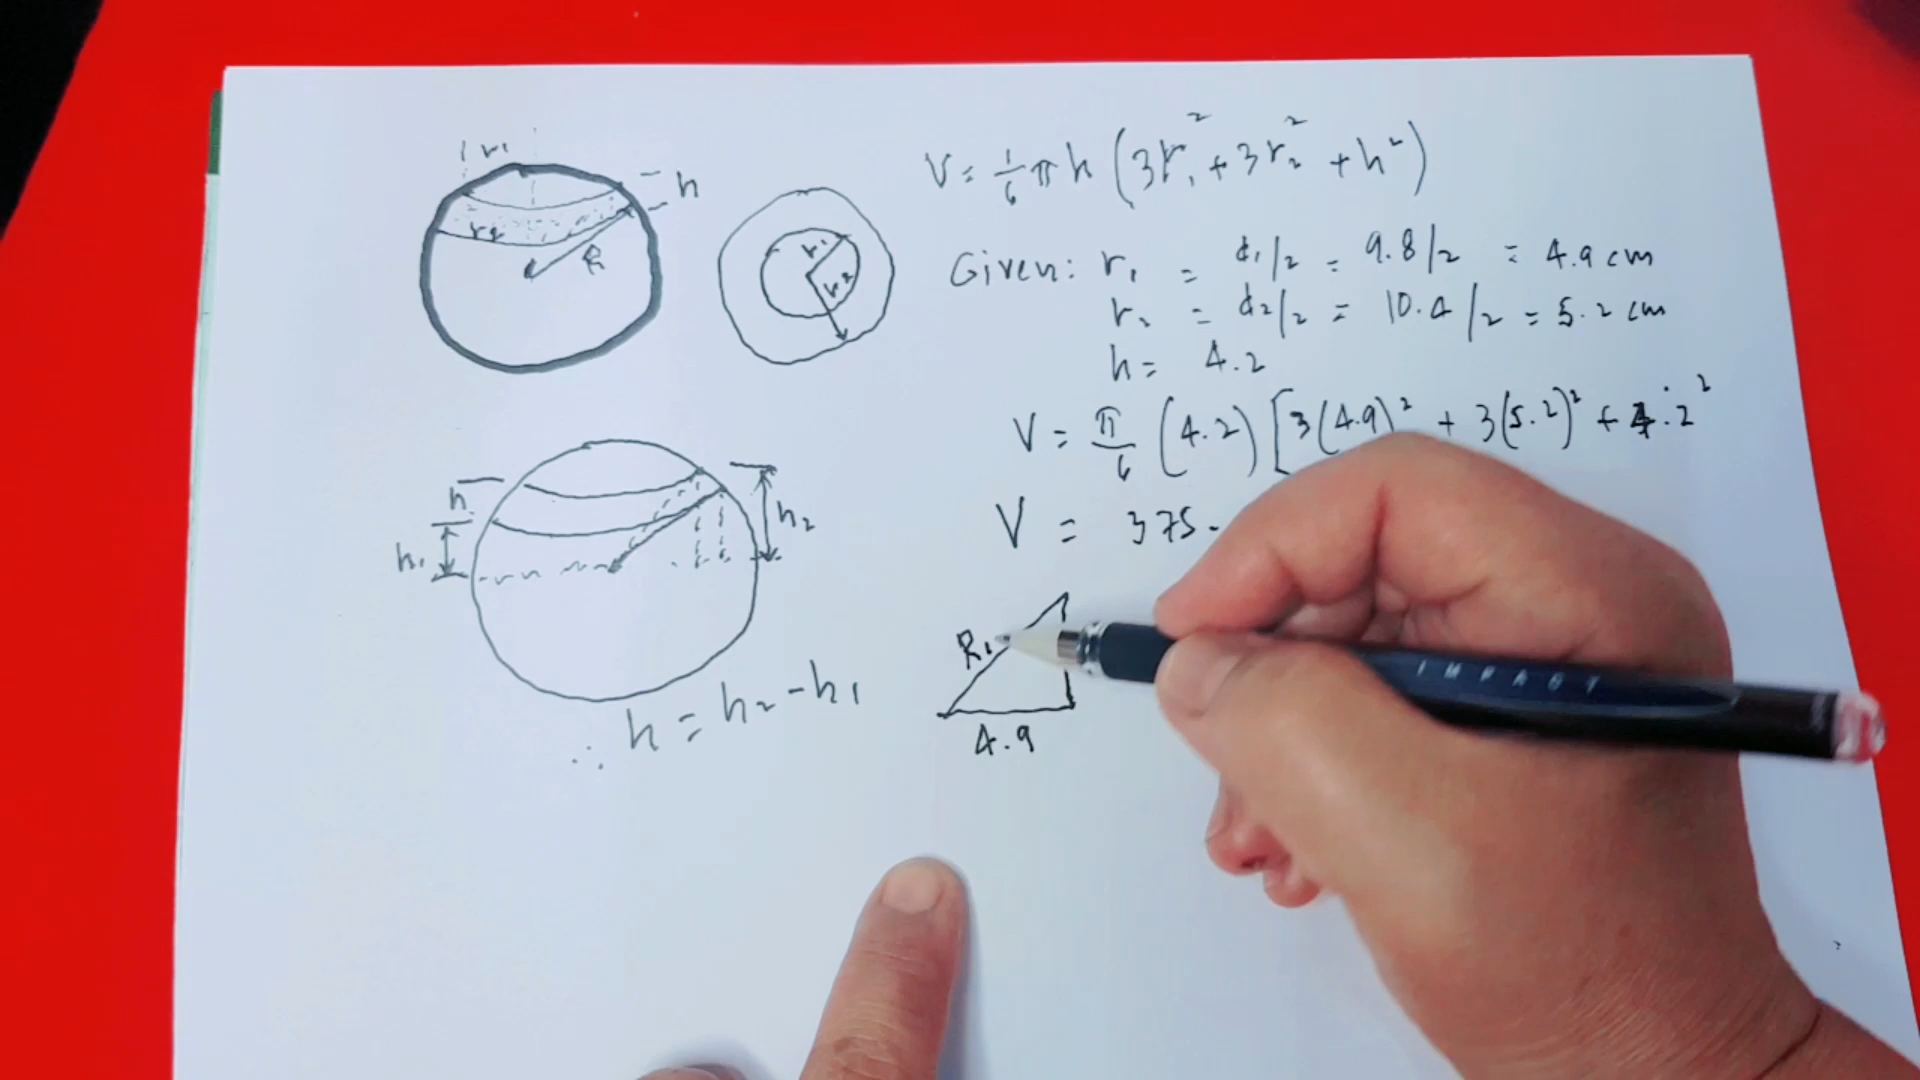 r₁
h
r₂
R
r₁
r₂
V = 1/6 π h (3r₁² + 3r₂² + h²)
Given: r₁ = d₁/2 = 9.8/2 = 4.9 cm
r₂ = d₂/2 = 10.4/2 = 5.2 cm
h = 4.2
V = π/6 (4.2) [3(4.9)² + 3(5.2)² + 4.2²
V = 375.
h
h₁
h₂
∴ h = h₂ - h₁
R₁
4.9
IMPACT